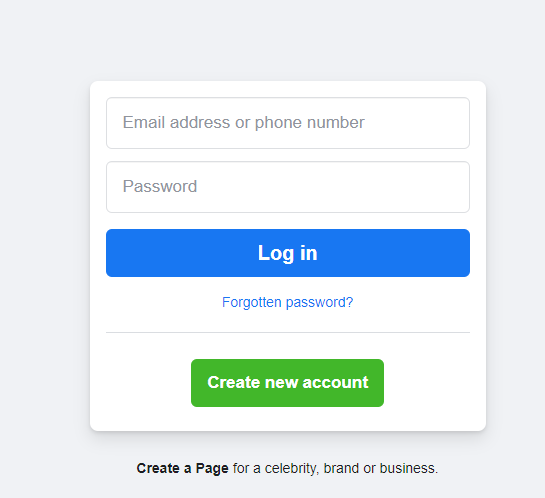 Email address or phone number
Password
Log in
Forgotten password?
Create new account
Create a Page for a celebrity, brand or business.